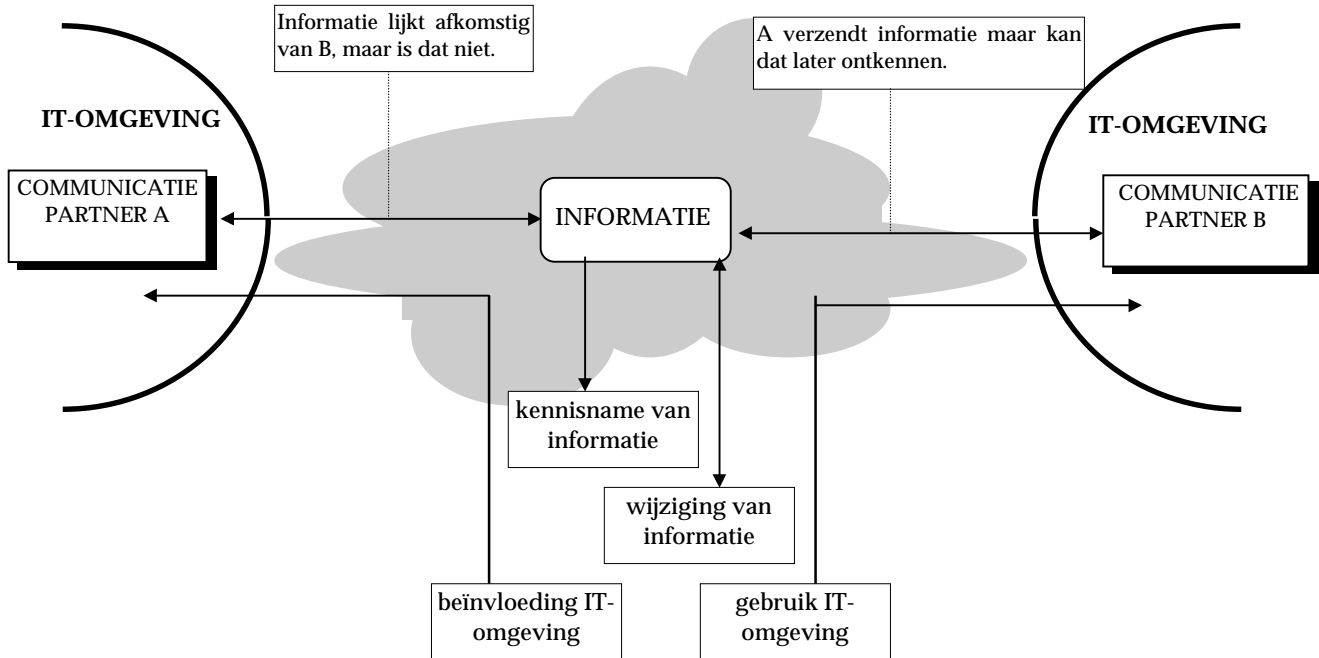 Informatie lijkt afkomstig
van B, maar is dat niet.
A verzendt informatie maar kan
dat later ontkennen.
IT-OMGEVING
IT-OMGEVING
COMMUNICATIE
PARTNER A
INFORMATIE
COMMUNICATIE
PARTNER B
kennisname van
informatie
wijziging van
informatie
beïnvloeding IT-
omgeving
gebruik IT-
omgeving